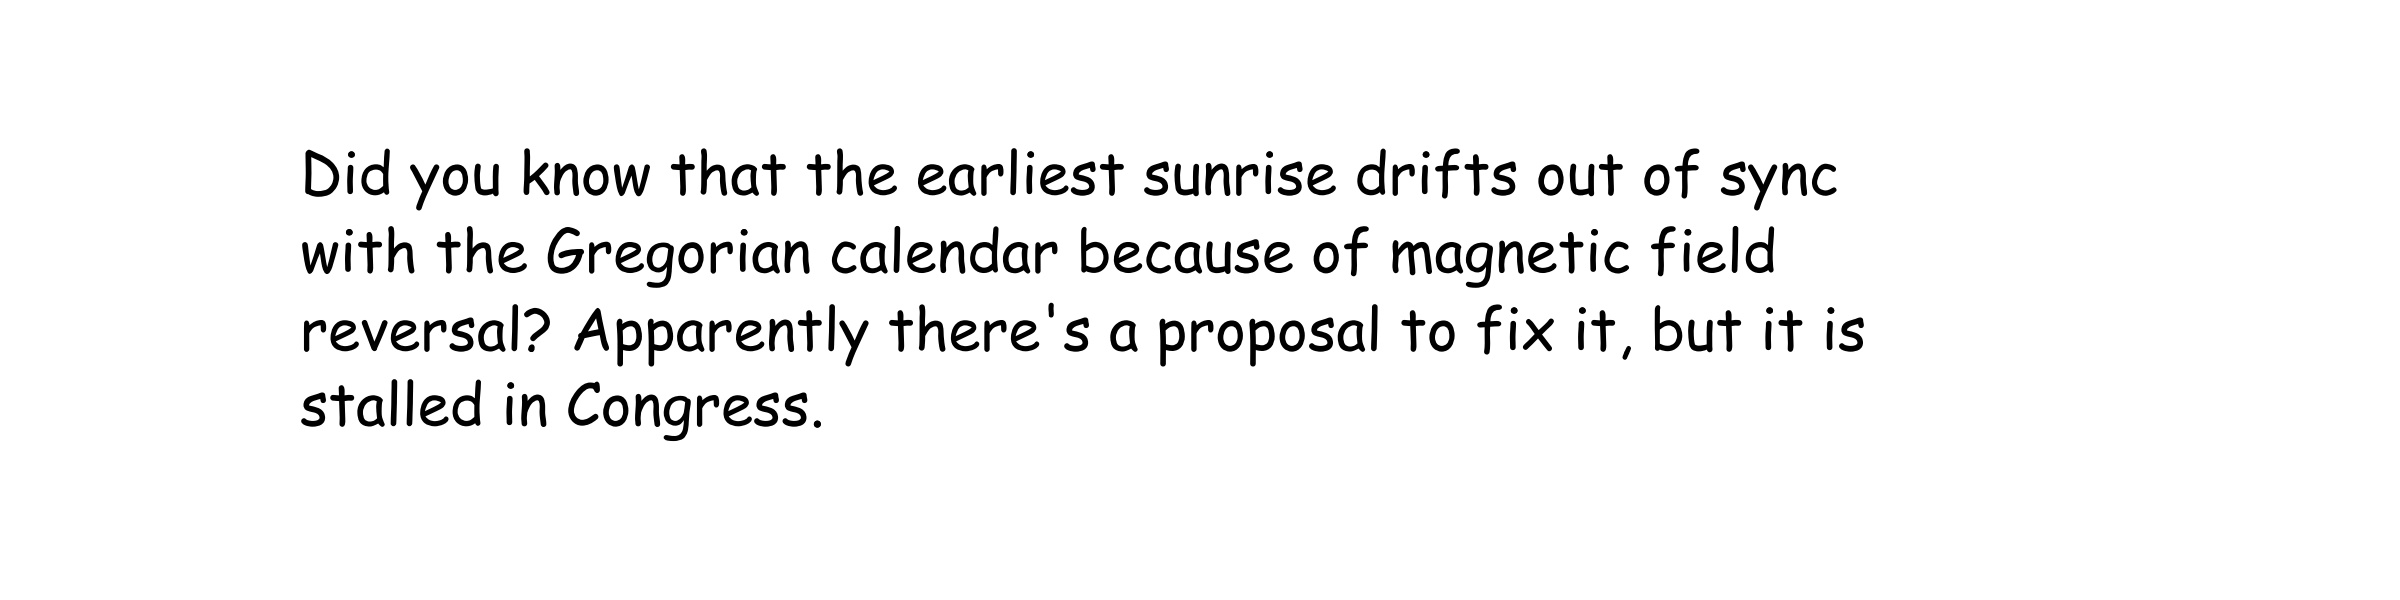 Did you know that the earliest sunrise drifts out of sync
with the Gregorian calendar because of magnetic field
reversal? Apparently there's a proposal to fix it, but it is
stalled in Congress.